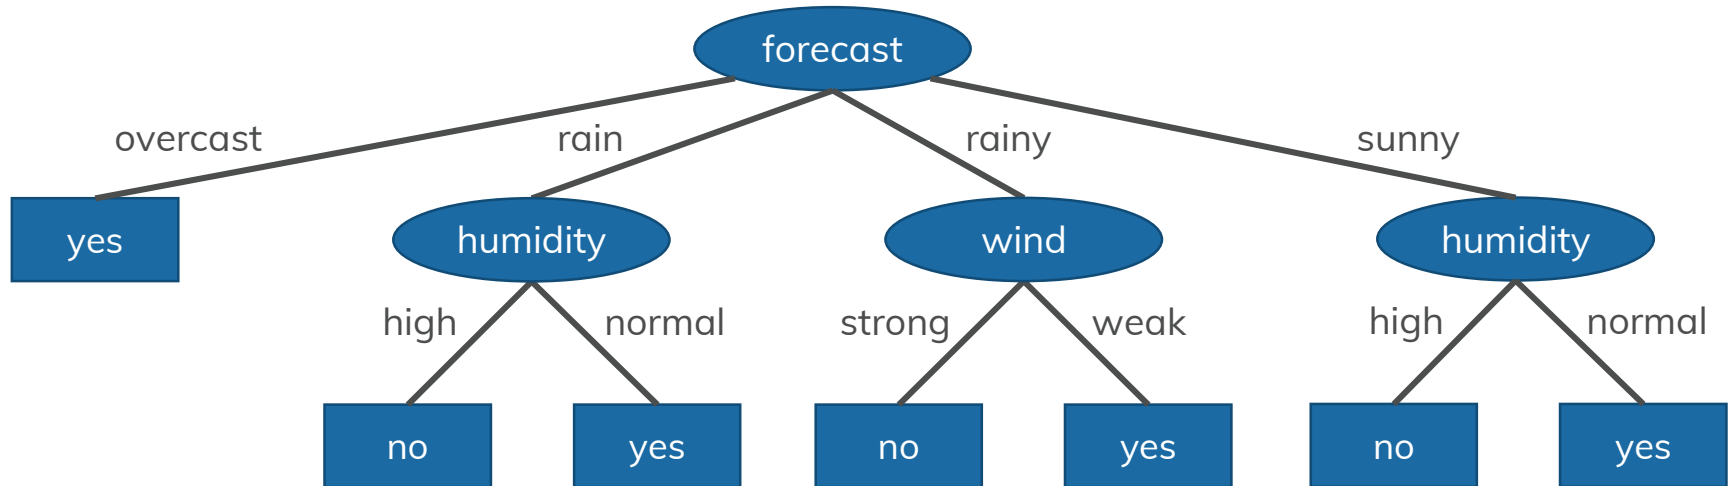 forecast
overcast rain rainy sunny
yes humidity wind humidity
high normal strong weak high normal
no yes no yes no yes